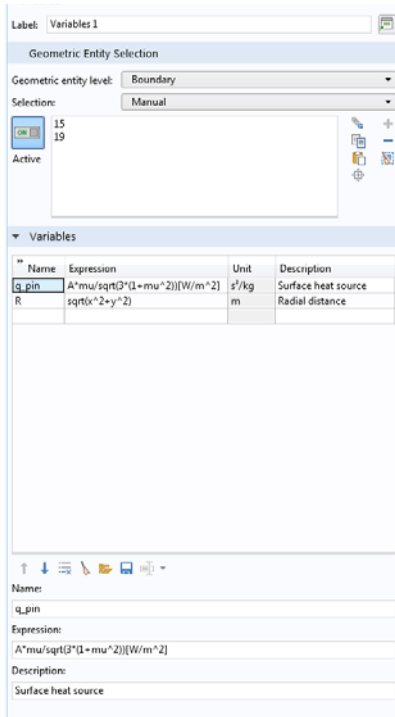 Label: Variables 1
Geometric Entity Selection
Geometric entity level: Boundary
Selection: Manual
ON
15
19
Active
Variables
" Name Expression Unit Description
q_pin A*mu/sqrt(3*(1+mu^2))[W/m^2] s³/kg Surface heat source
R sqrt(x^2+y^2) m Radial distance
Name:
q_pin
Expression:
A*mu/sqrt(3*(1+mu^2))[W/m^2]
Description:
Surface heat source